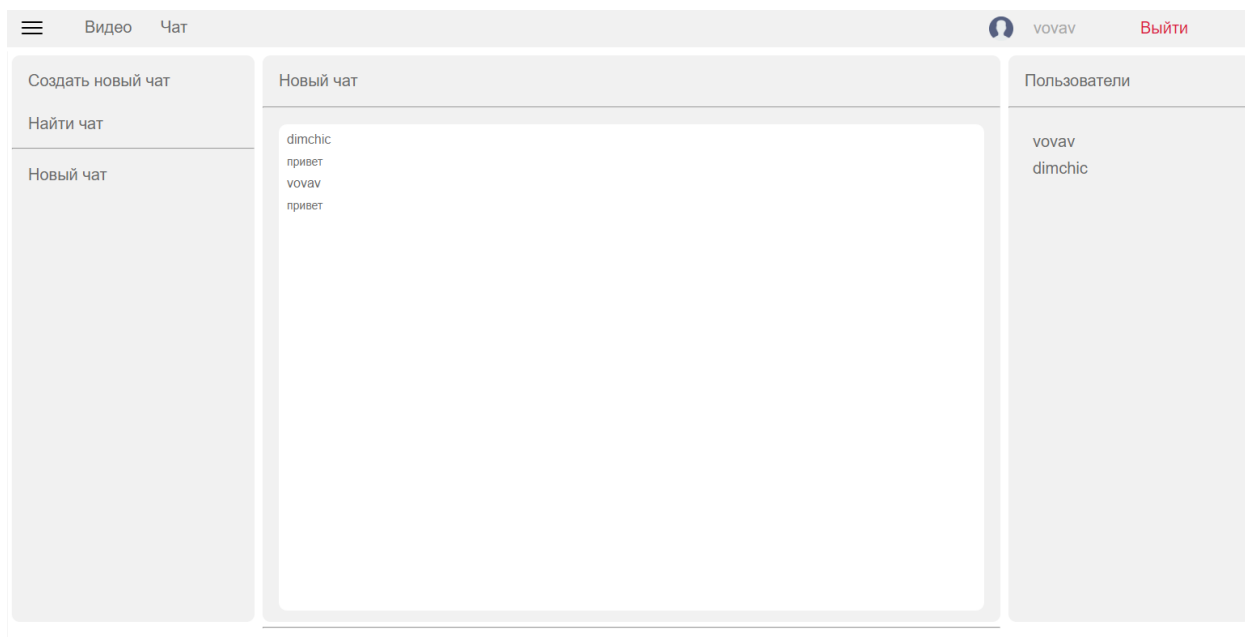 Видео Чат vovav Выйти
Создать новый чат
Найти чат
Новый чат
Новый чат
dimchic
привет
vovav
привет
Пользователи
vovav
dimchic